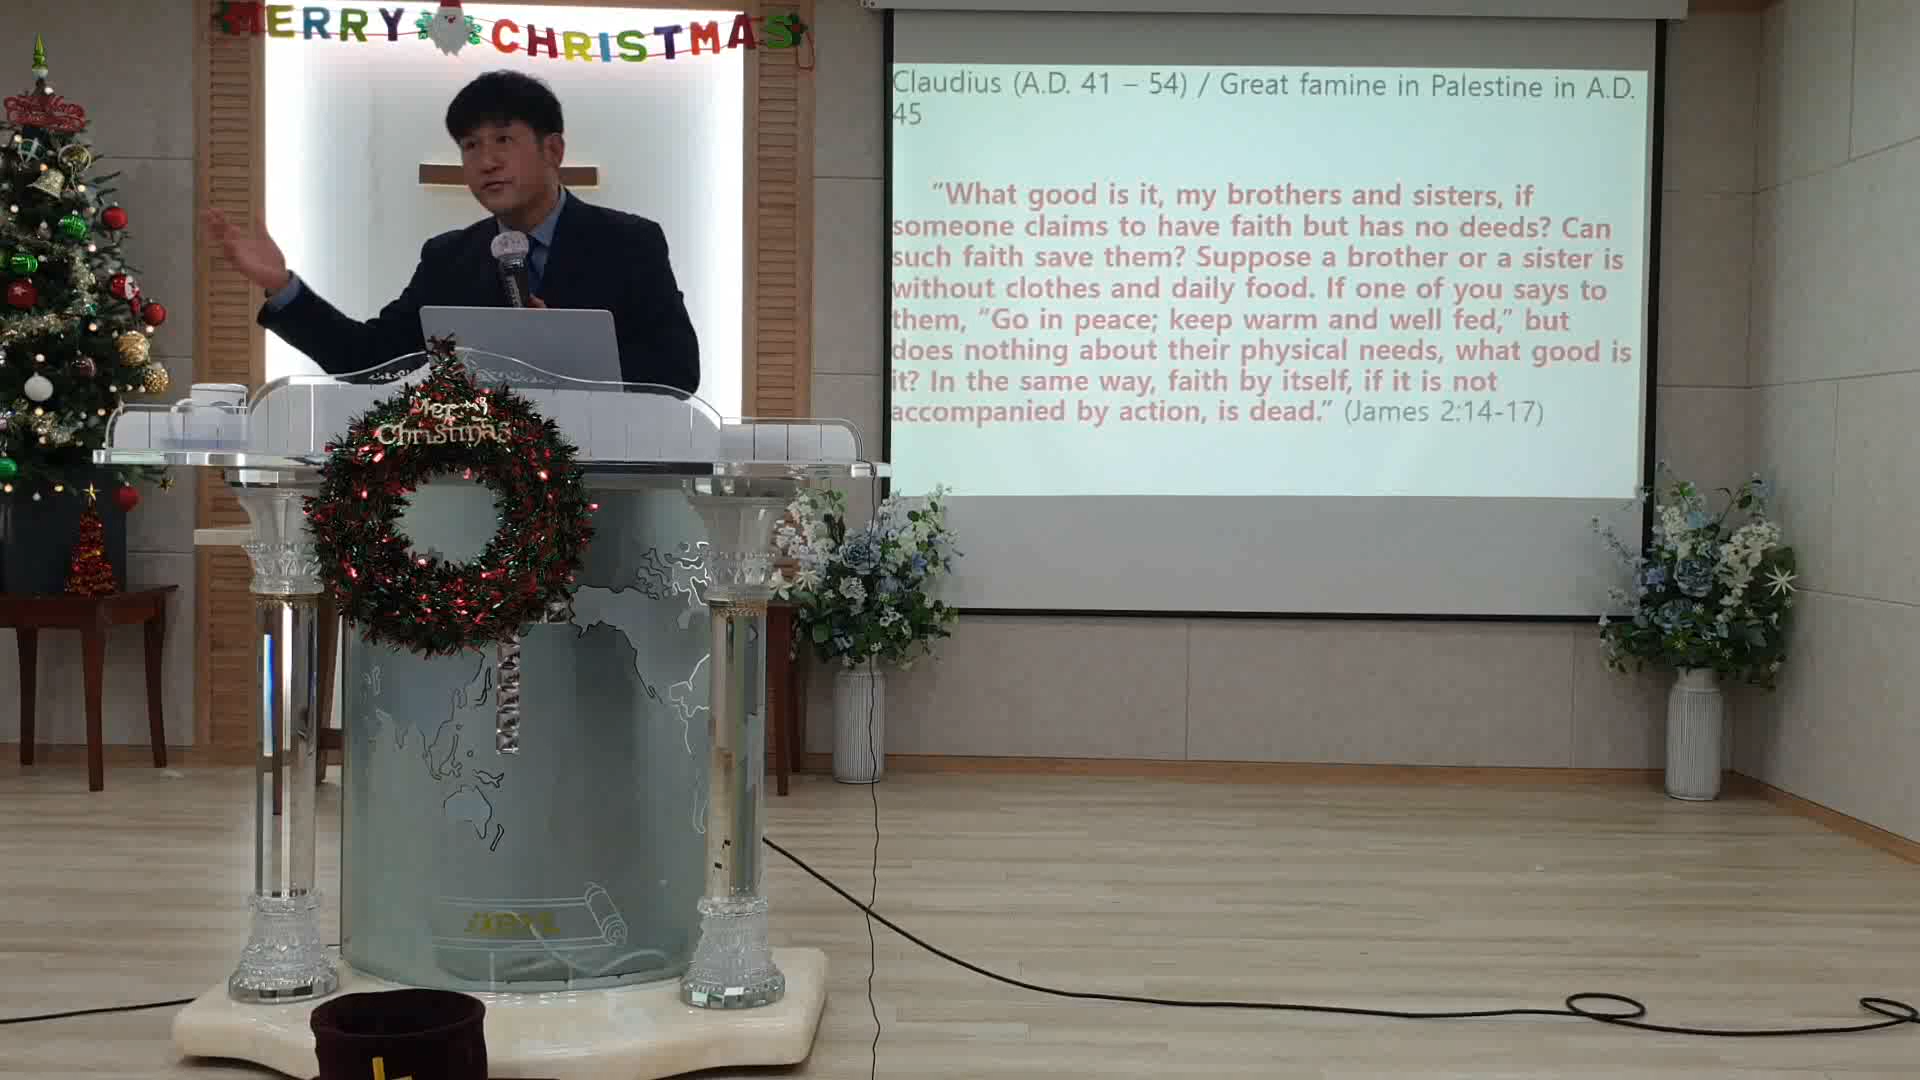 MERRY CHRISTMAS
Claudius (A.D. 41 – 54) / Great famine in Palestine in A.D.
45
"What good is it, my brothers and sisters, if
someone claims to have faith but has no deeds? Can
such faith save them? Suppose a brother or a sister is
without clothes and daily food. If one of you says to
them, "Go in peace; keep warm and well fed," but
does nothing about their physical needs, what good is
it? In the same way, faith by itself, if it is not
accompanied by action, is dead." (James 2:14-17)
Merry
Christmas